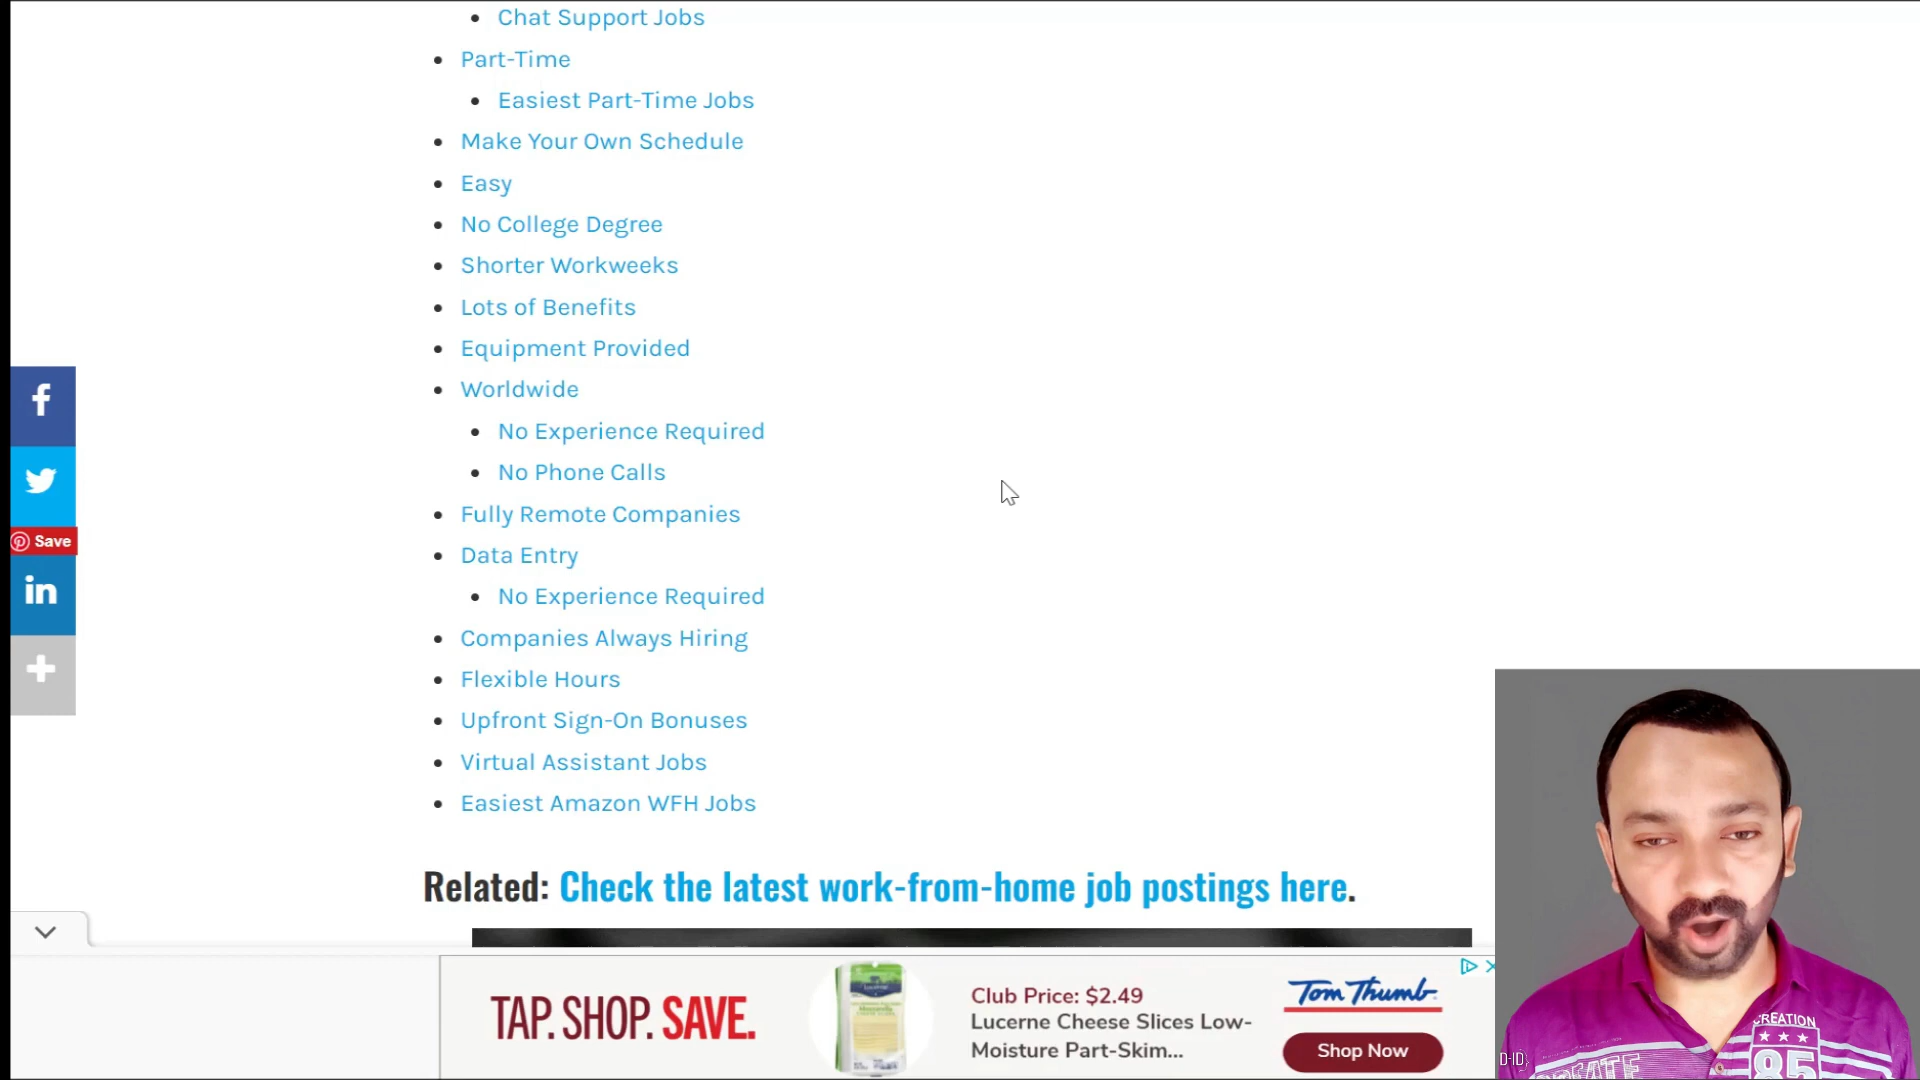 Chat Support Jobs
Part-Time
Easiest Part-Time Jobs
Make Your Own Schedule
Easy
No College Degree
Shorter Workweeks
Lots of Benefits
Equipment Provided
Worldwide
No Experience Required
No Phone Calls
Fully Remote Companies
Data Entry
No Experience Required
Companies Always Hiring
Flexible Hours
Upfront Sign-On Bonuses
Virtual Assistant Jobs
Easiest Amazon WFH Jobs
Save
Related: Check the latest work-from-home job postings here.
TAP. SHOP. SAVE.
Club Price: $2.49
Lucerne Cheese Slices Low-
Moisture Part-Skim...
Tom Thumb
Shop Now
CREATION
85
D-ID